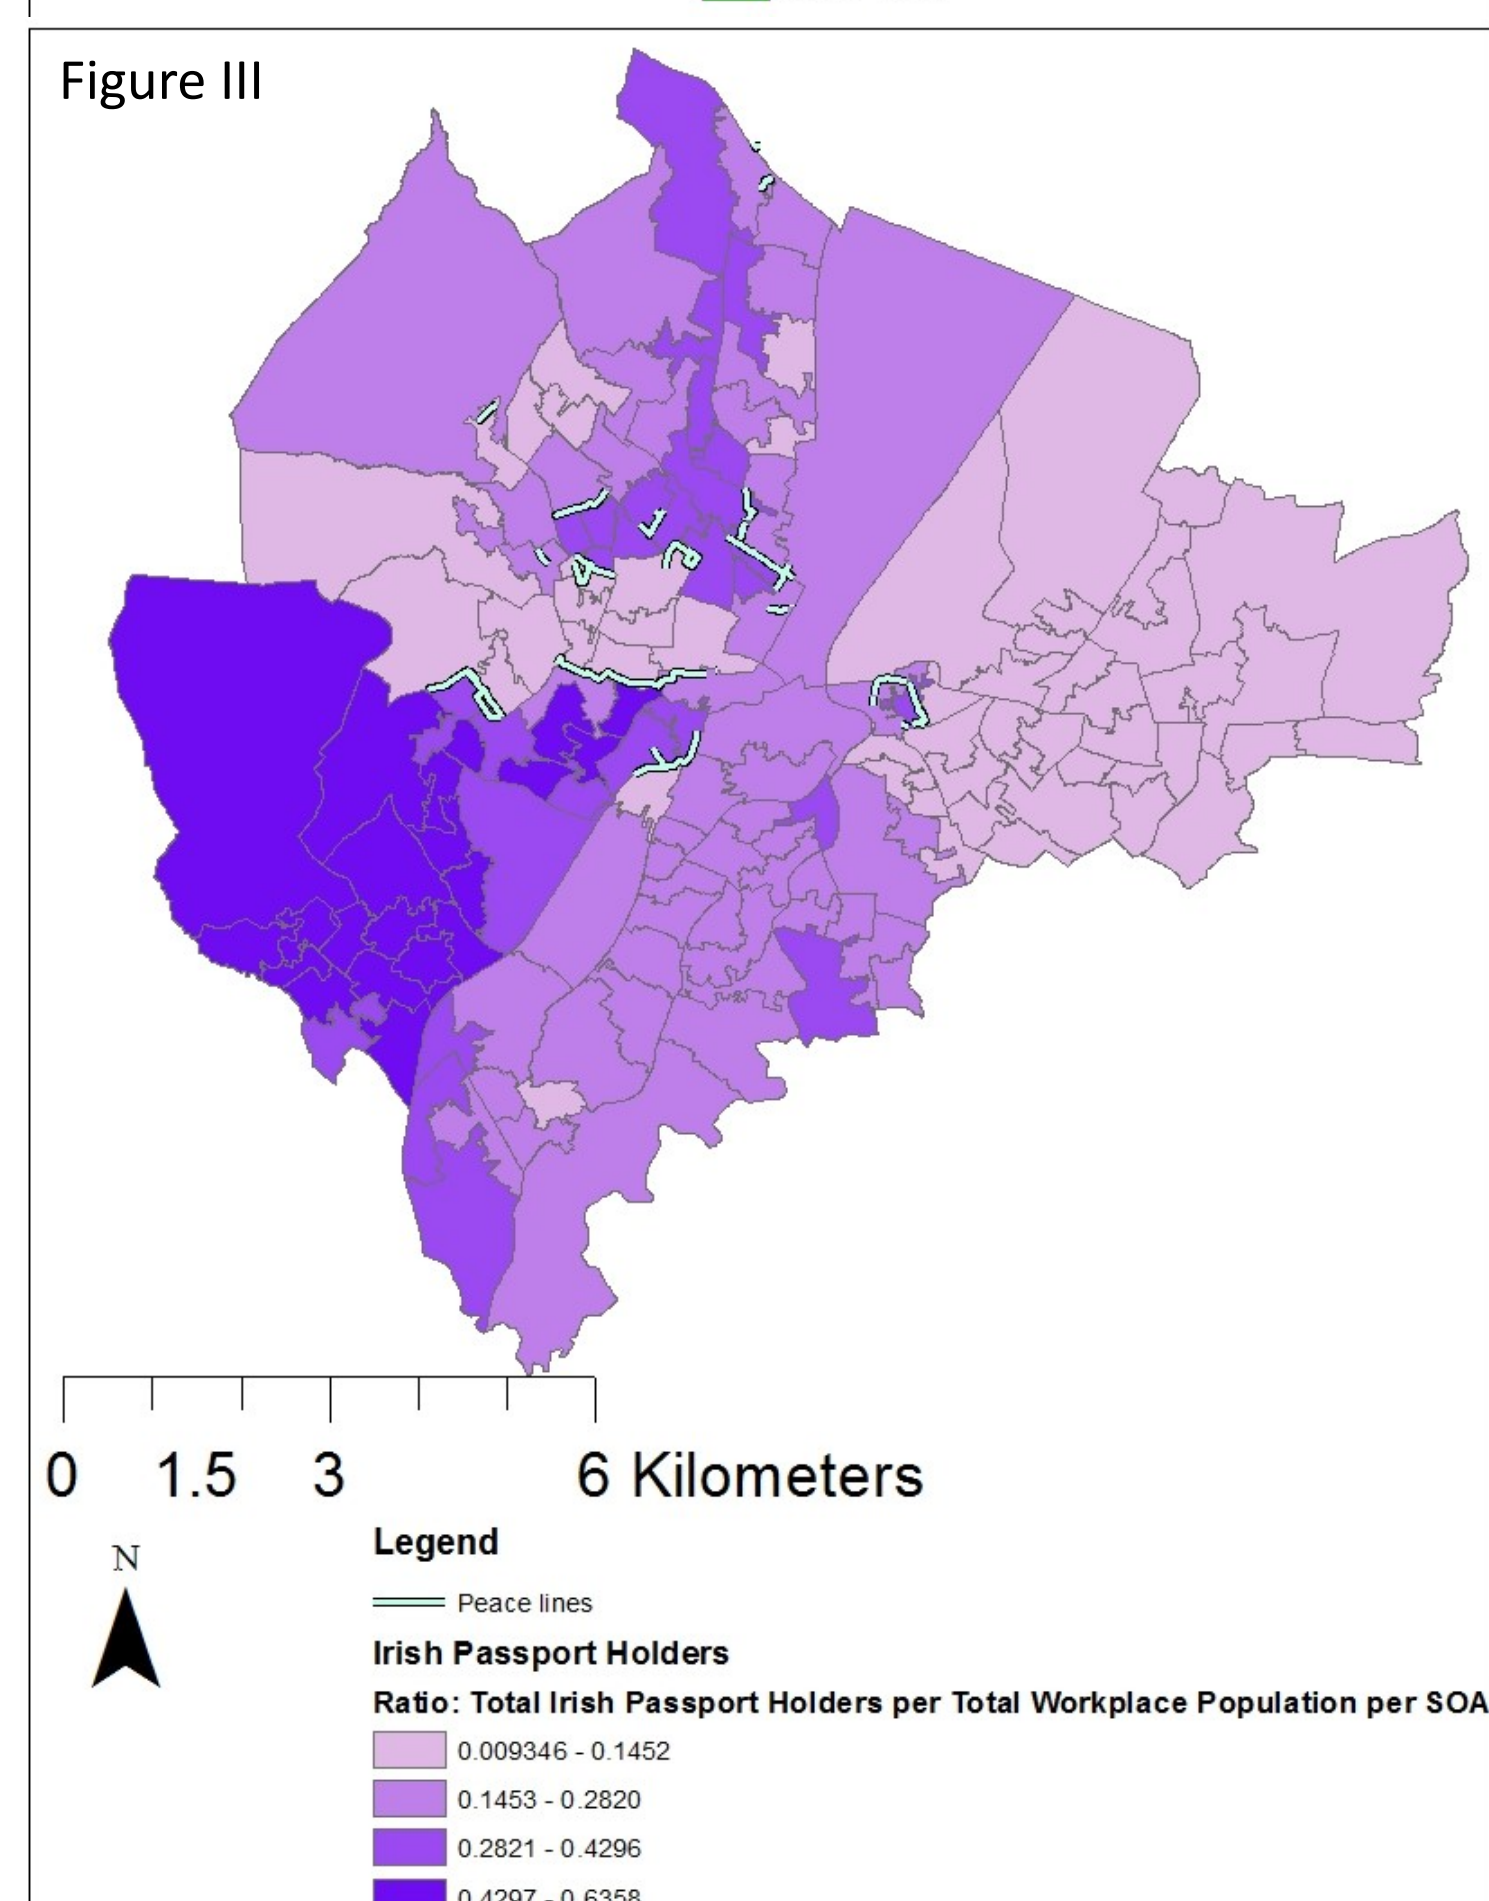 Figure III
0 1.5 3 6 Kilometers
N
Legend
Peace lines
Irish Passport Holders
Ratio: Total Irish Passport Holders per Total Workplace Population per SOA
0.009346 - 0.1452
0.1453 - 0.2820
0.2821 - 0.4296
0.4297 - 0.6358